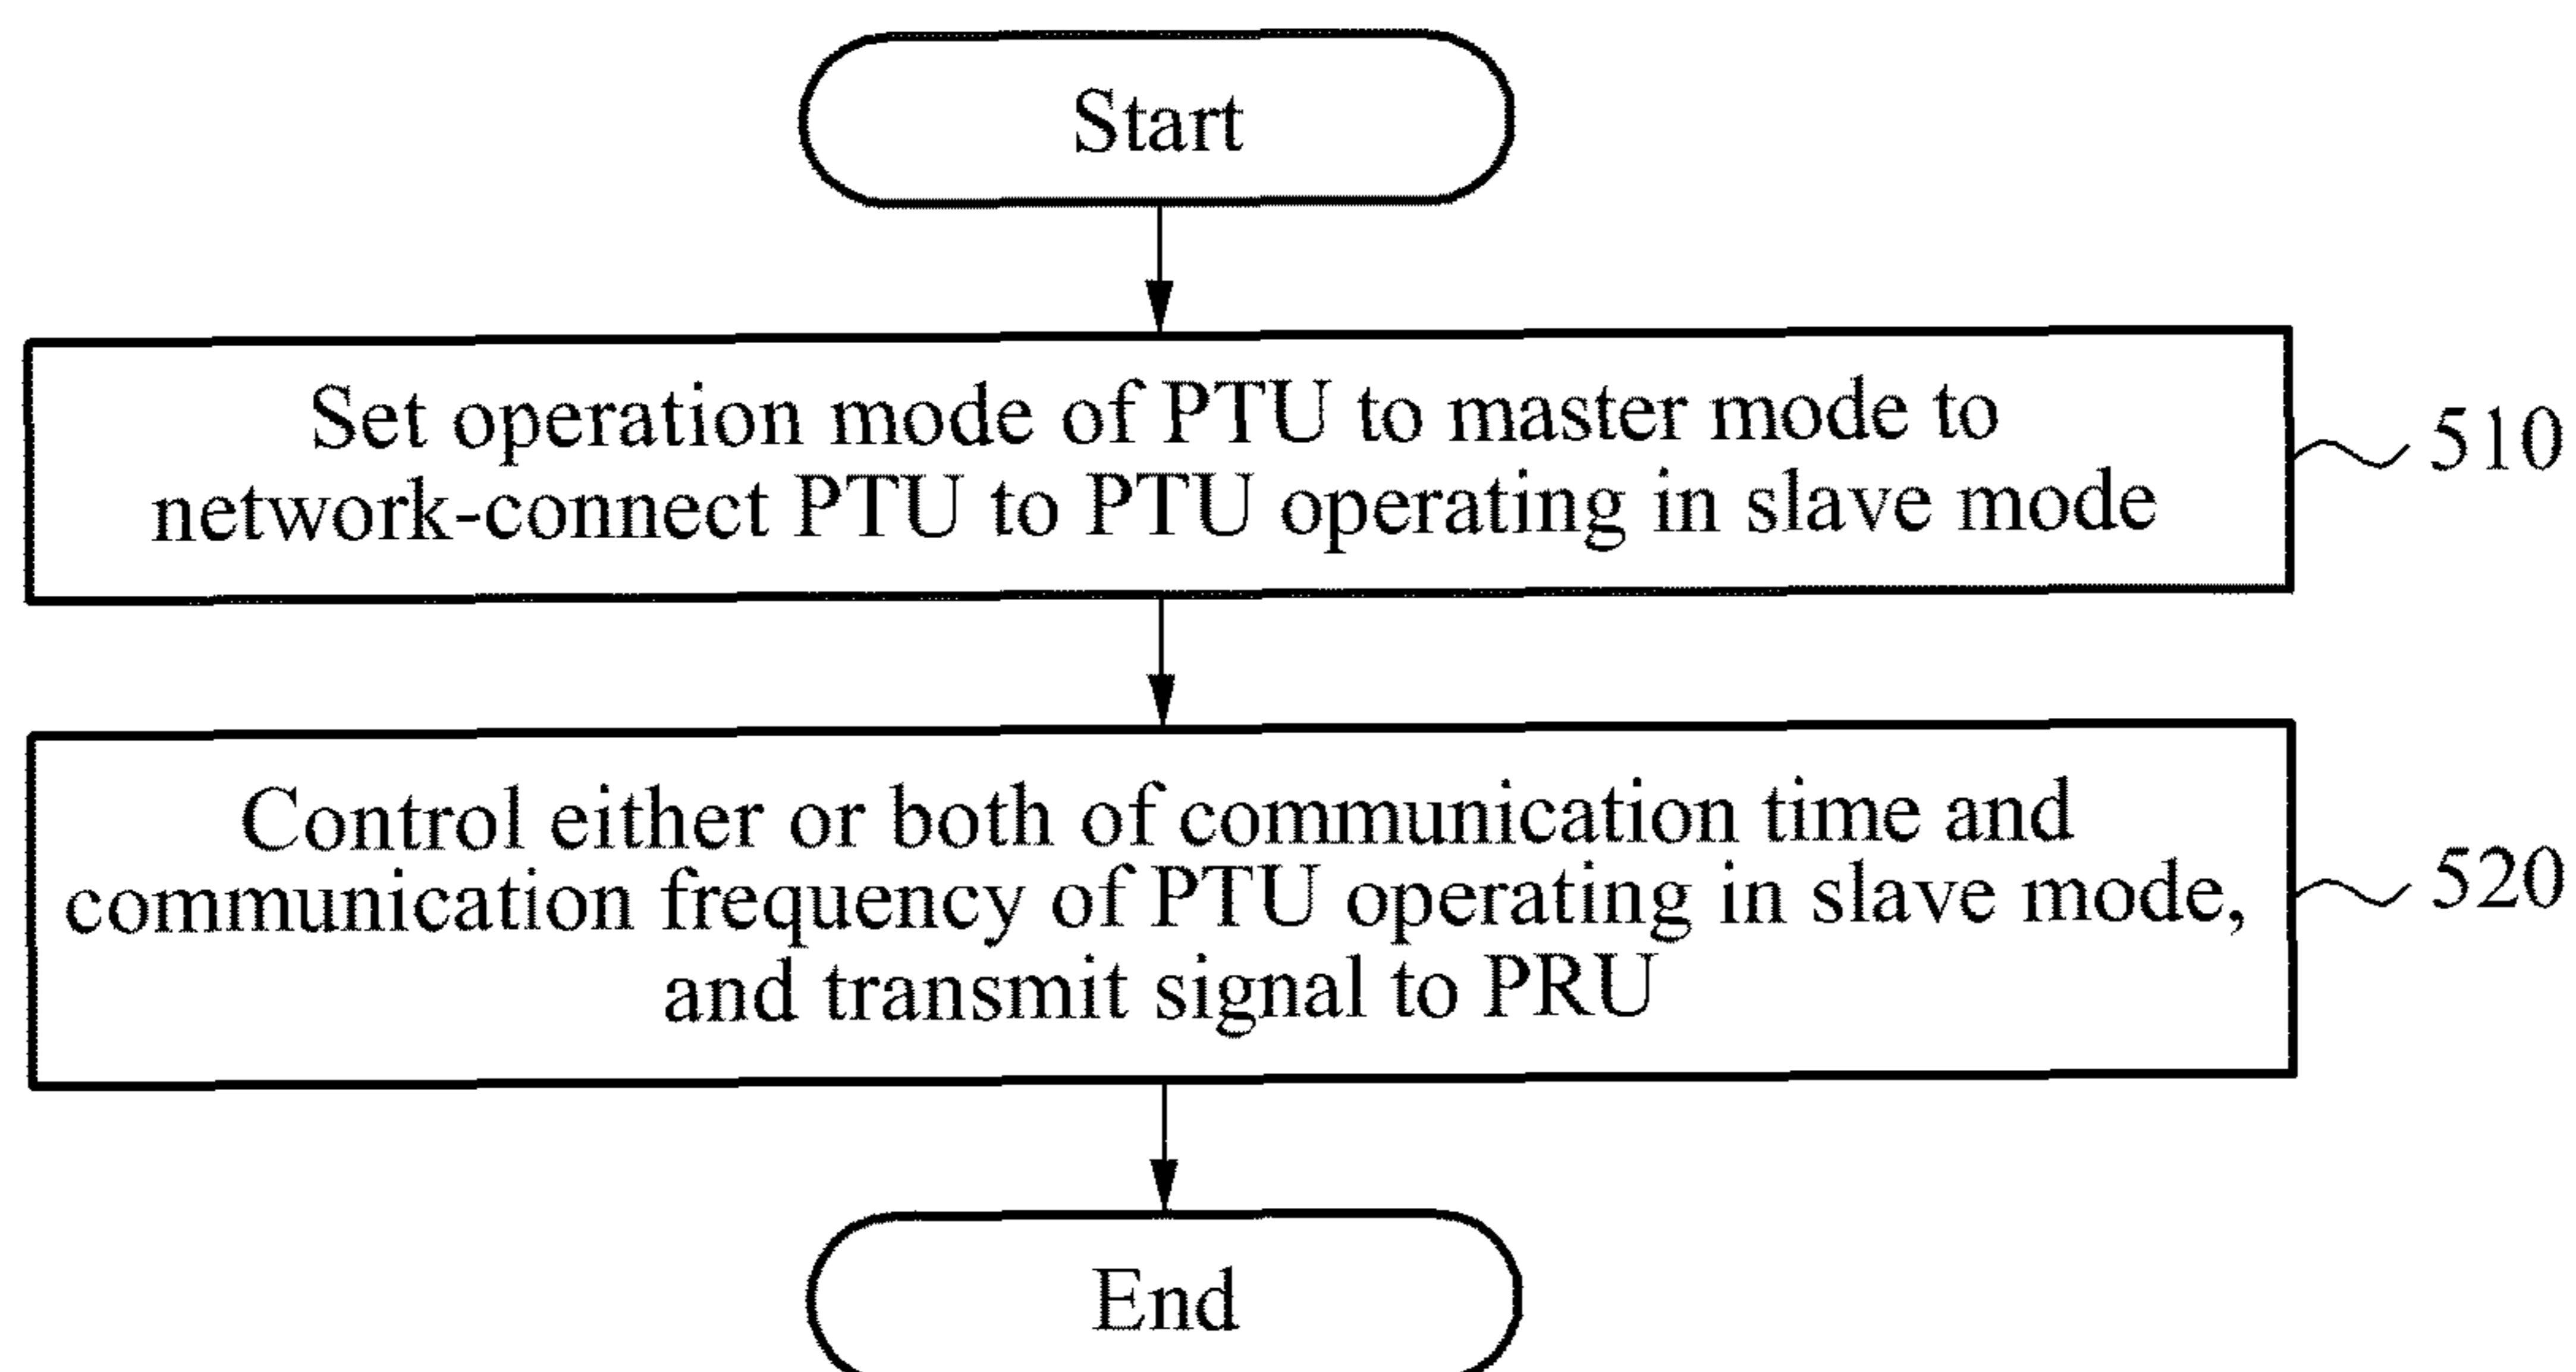 Start
Set operation mode of PTU to master mode to
network-connect PTU to PTU operating in slave mode
510
Control either or both of communication time and
communication frequency of PTU operating in slave mode,
and transmit signal to PRU
520
End